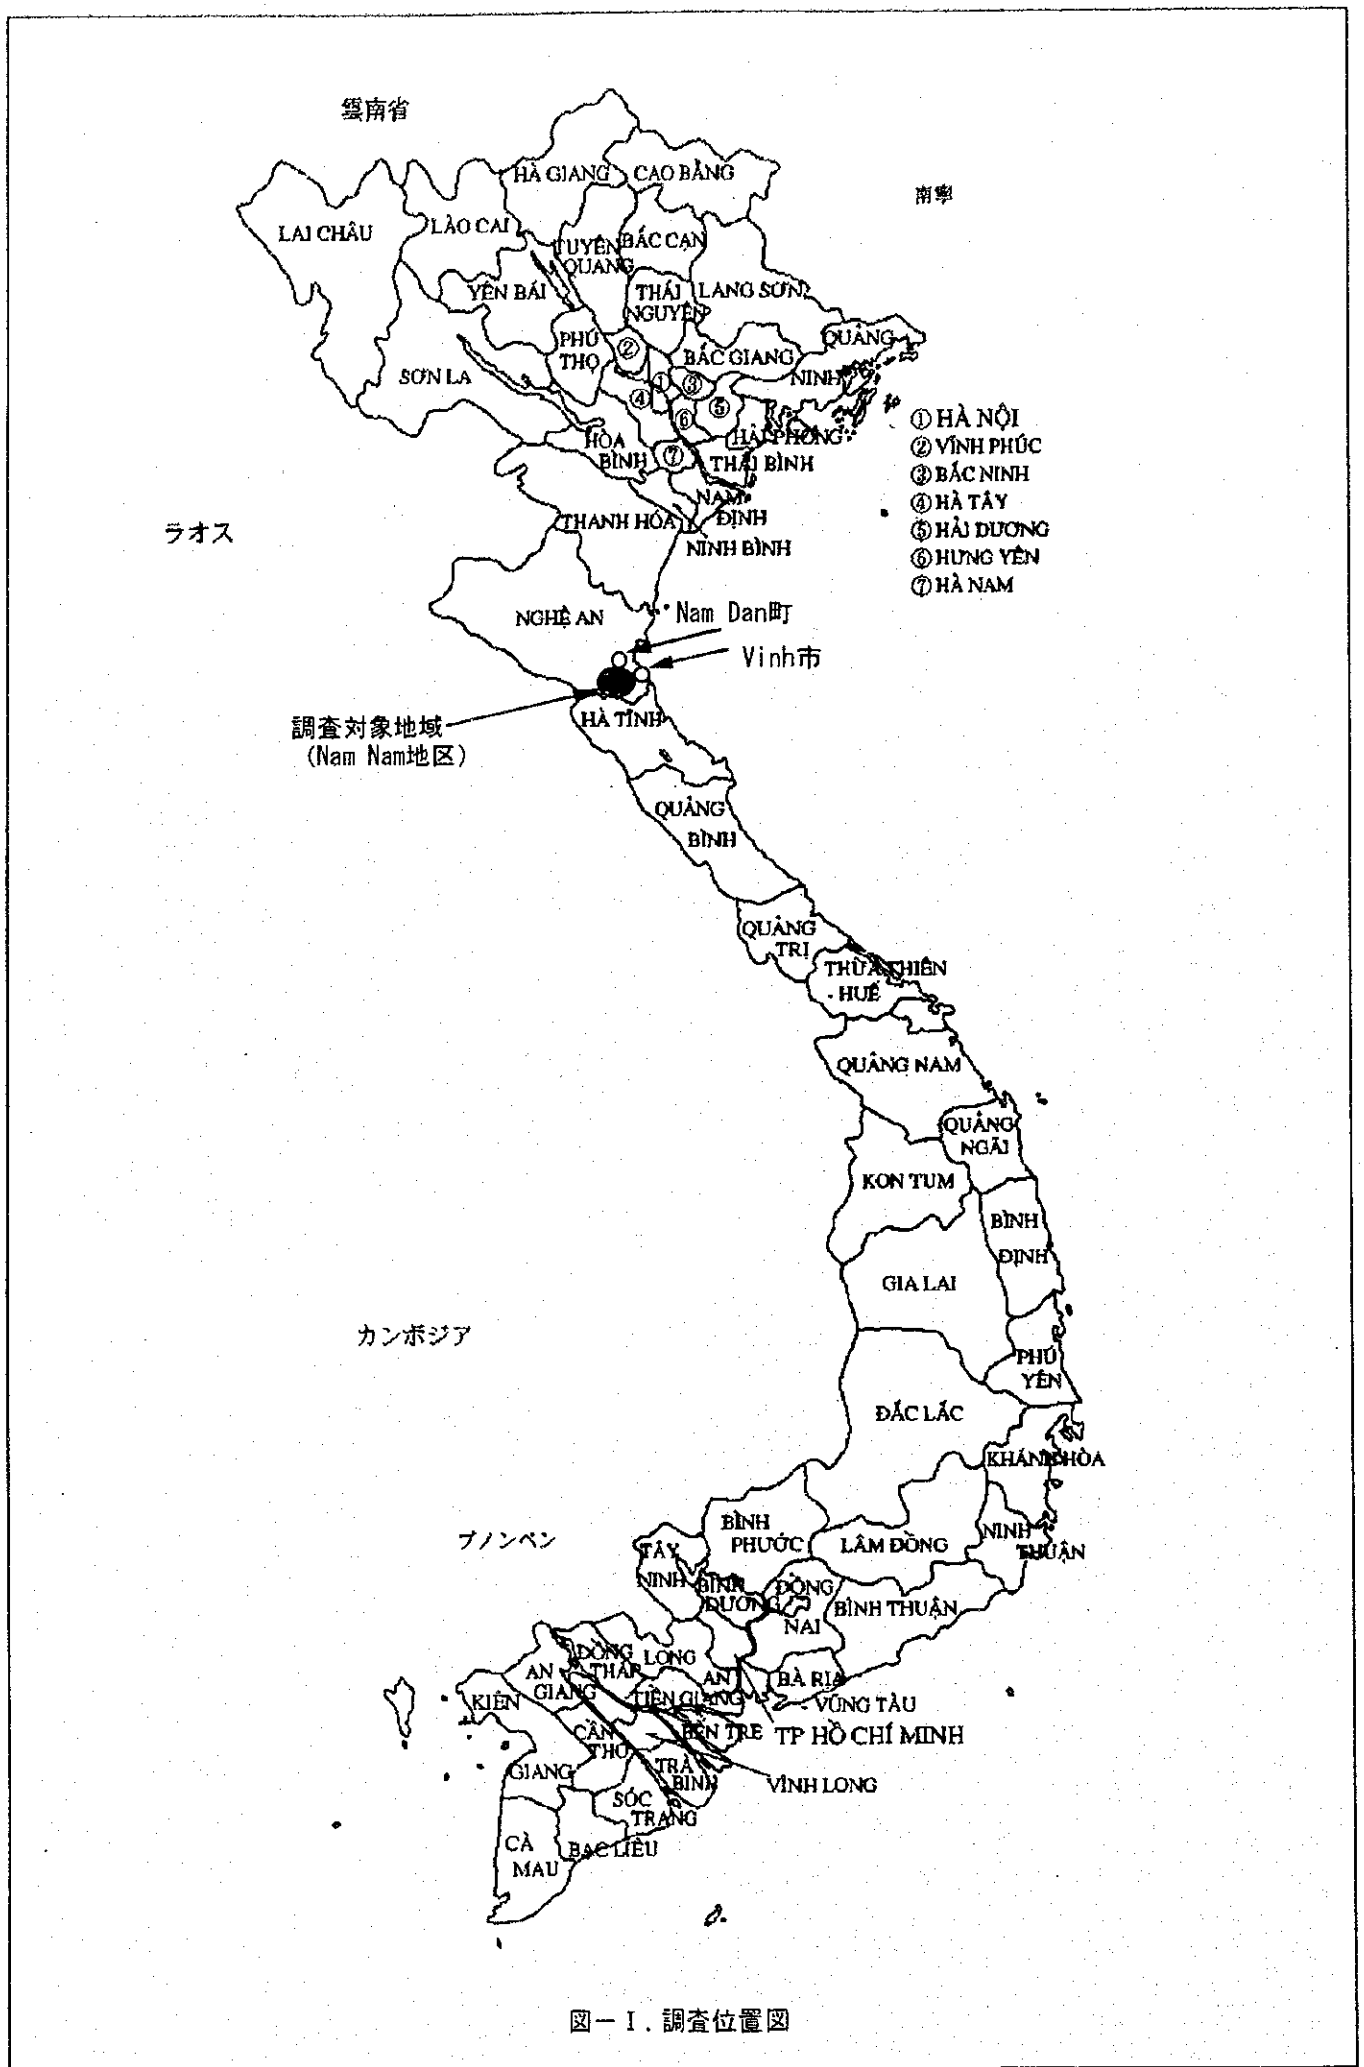 雲南省
HÀ GIANG
CAO BẰNG
南寧
LAI CHÂU
LÀO CAI
TUYÊN
QUANG
BẮC CẠN
YÊN BÁI
THÁI
NGUYÊN
LẠNG SƠN
PHÚ
THỌ
②
BẮC GIANG
QUẢNG
NINH
SƠN LA
①
③
④
⑤
⑥
⑦
HÒA
BÌNH
HẢI PHÒNG
THÁI BÌNH
NAM
ĐỊNH
THANH HÓA
NINH BÌNH
① HÀ NỘI
② VĨNH PHÚC
③ BẮC NINH
④ HÀ TÂY
⑤ HẢI DƯƠNG
⑥ HƯNG YÊN
⑦ HÀ NAM
ラオス
NGHỆ AN
Nam Dan町
Vinh市
調査対象地域
(Nam Nam地区)
HÀ TĨNH
QUẢNG
BÌNH
QUẢNG
TRỊ
THỪA THIÊN
- HUẾ
QUẢNG NAM
QUẢNG
NGÃI
KON TUM
BÌNH
ĐỊNH
GIA LAI
カンボジア
PHÚ
YÊN
ĐẮC LẮC
KHÁNH HÒA
BÌNH
PHƯỚC
LÂM ĐỒNG
NINH
THUẬN
プノンペン
TÂY
NINH
BÌNH
DƯƠNG
ĐỒNG
NAI
BÌNH THUẬN
ĐỒNG
THÁP
LONG
AN
AN
GIANG
TIỀN GIANG
BÀ RỊA
- VŨNG TÀU
KIÊN
GIANG
CẦN
THƠ
BẾN TRE
TP HỒ CHÍ MINH
TRÀ
BINH
VĨNH LONG
SÓC
TRANG
CÀ
MAU
BẠC LIÊU
図－Ⅰ. 調査位置図